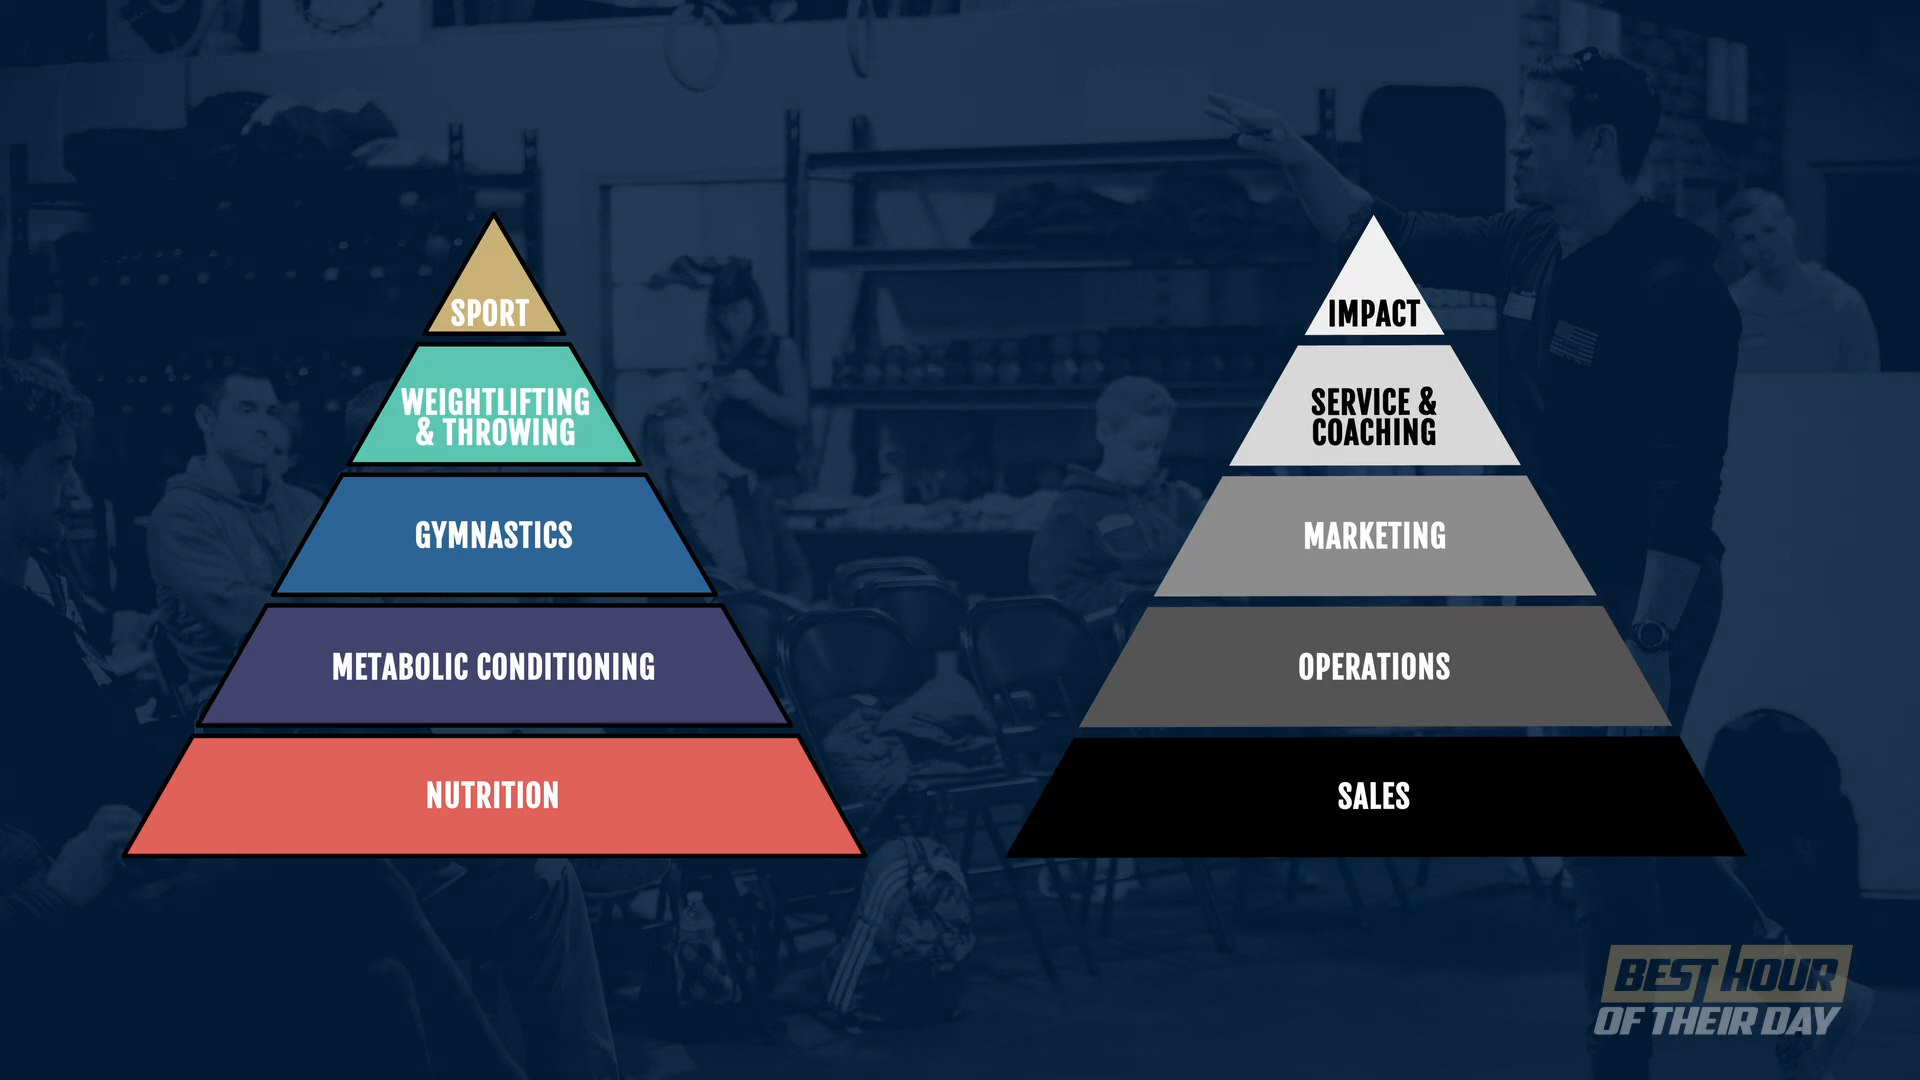 SPORT
WEIGHTLIFTING
& THROWING
GYMNASTICS
METABOLIC CONDITIONING
NUTRITION
IMPACT
SERVICE &
COACHING
MARKETING
OPERATIONS
SALES
BEST HOUR
OF THEIR DAY